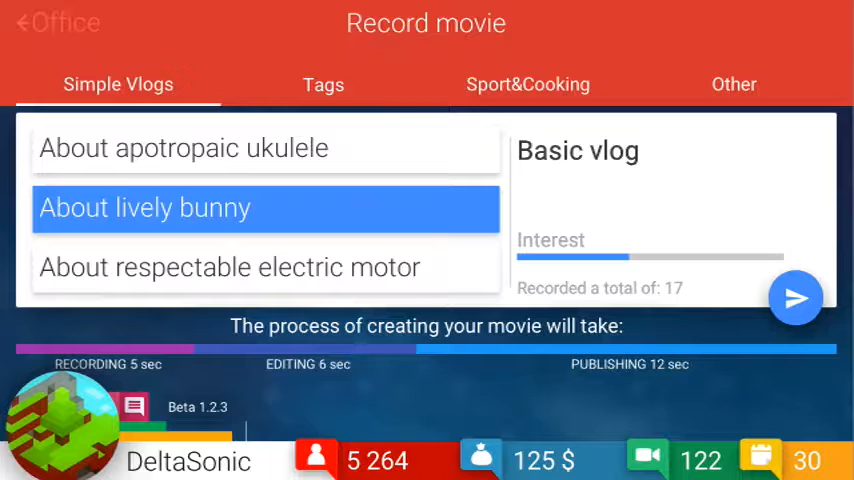 Office
Record movie
Simple Vlogs
Tags
Sport&Cooking
Other
About apotropaic ukulele
About lively bunny
About respectable electric motor
Basic vlog
Interest
Recorded a total of: 17
The process of creating your movie will take:
RECORDING 5 sec
EDITING 6 sec
PUBLISHING 12 sec
Beta 1.2.3
DeltaSonic
5 264
125 $
122
30